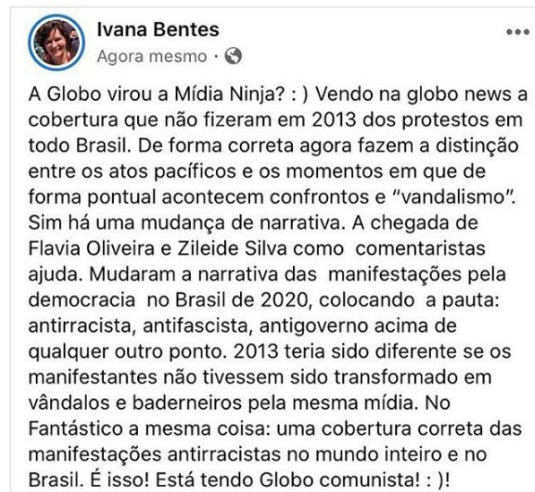 Ivana Bentes
Agora mesmo ·
A Globo virou a Mídia Ninja? : ) Vendo na globo news a
cobertura que não fizeram em 2013 dos protestos em
todo Brasil. De forma correta agora fazem a distinção
entre os atos pacíficos e os momentos em que de
forma pontual acontecem confrontos e “vandalismo”.
Sim há uma mudança de narrativa. A chegada de
Flavia Oliveira e Zileide Silva como comentaristas
ajuda. Mudaram a narrativa das manifestações pela
democracia no Brasil de 2020, colocando a pauta:
antirracista, antifascista, antigoverno acima de
qualquer outro ponto. 2013 teria sido diferente se os
manifestantes não tivessem sido transformado em
vândalos e baderneiros pela mesma mídia. No
Fantástico a mesma coisa: uma cobertura correta das
manifestações antirracistas no mundo inteiro e no
Brasil. É isso! Está tendo Globo comunista! : )!